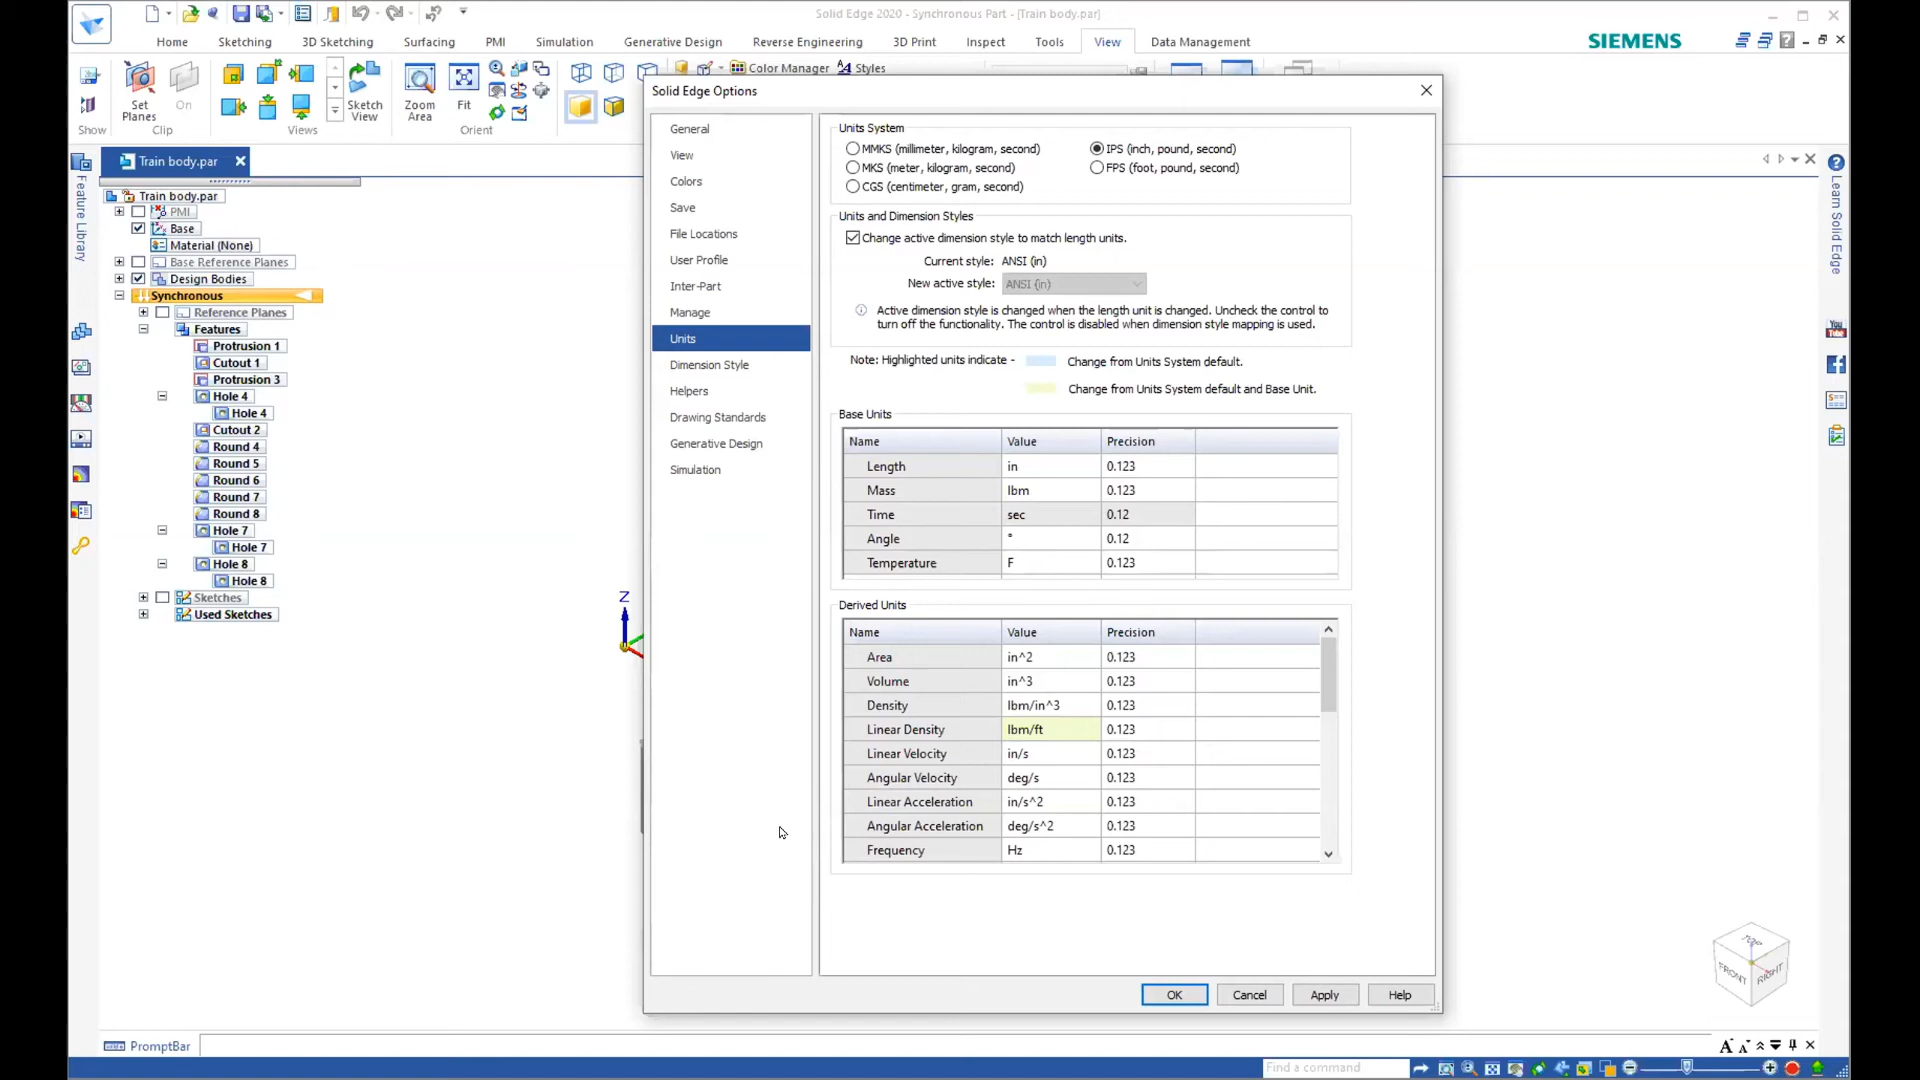 Solid Edge 2020 - Synchronous Part - [Train body.par]
Home Sketching 3D Sketching Surfacing PMI Simulation Generative Design Reverse Engineering 3D Print Inspect Tools View Data Management
SIEMENS
Set Planes
On
Sketch View
Zoom Area
Fit
Color Manager
Styles
Show
Clip
Views
Orient
Train body.par
Feature Library
Learn Solid Edge
You Tube
Train body.par
PMI
Base
Material (None)
Base Reference Planes
Design Bodies
Synchronous
Reference Planes
Features
Protrusion 1
Cutout 1
Protrusion 3
Hole 4
Hole 4
Cutout 2
Round 4
Round 5
Round 6
Round 7
Round 8
Hole 7
Hole 7
Hole 8
Hole 8
Sketches
Used Sketches
Z
Solid Edge Options
General
View
Colors
Save
File Locations
User Profile
Inter-Part
Manage
Units
Dimension Style
Helpers
Drawing Standards
Generative Design
Simulation
Units System
MMKS (millimeter, kilogram, second)
IPS (inch, pound, second)
MKS (meter, kilogram, second)
FPS (foot, pound, second)
CGS (centimeter, gram, second)
Units and Dimension Styles
Change active dimension style to match length units.
Current style: ANSI (in)
New active style: ANSI (in)
Active dimension style is changed when the length unit is changed. Uncheck the control to
turn off the functionality. The control is disabled when dimension style mapping is used.
Note: Highlighted units indicate - Change from Units System default.
Change from Units System default and Base Unit.
Base Units
Name Value Precision
Length in 0.123
Mass lbm 0.123
Time sec 0.12
Angle ° 0.12
Temperature F 0.123
Derived Units
Name Value Precision
Area in^2 0.123
Volume in^3 0.123
Density lbm/in^3 0.123
Linear Density lbm/ft 0.123
Linear Velocity in/s 0.123
Angular Velocity deg/s 0.123
Linear Acceleration in/s^2 0.123
Angular Acceleration deg/s^2 0.123
Frequency Hz 0.123
OK Cancel Apply Help
TOP
FRONT
RIGHT
PromptBar
Find a command